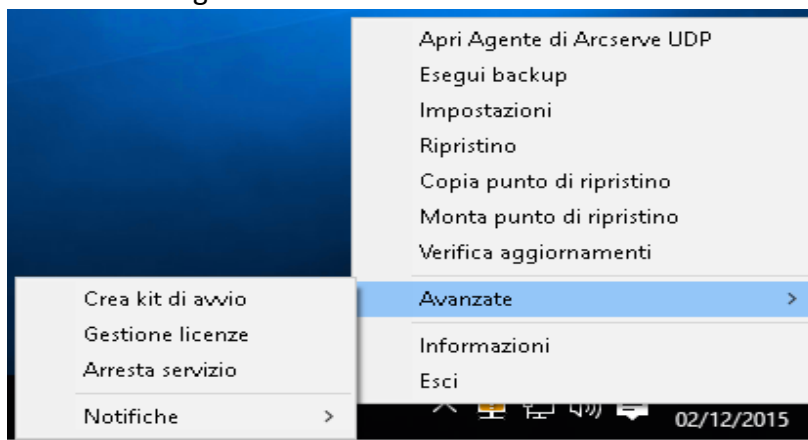 Apri Agente di Arcserve UDP
Esegui backup
Impostazioni
Ripristino
Copia punto di ripristino
Monta punto di ripristino
Verifica aggiornamenti
Avanzate
Informazioni
Esci
Crea kit di avvio
Gestione licenze
Arresta servizio
Notifiche
02/12/2015